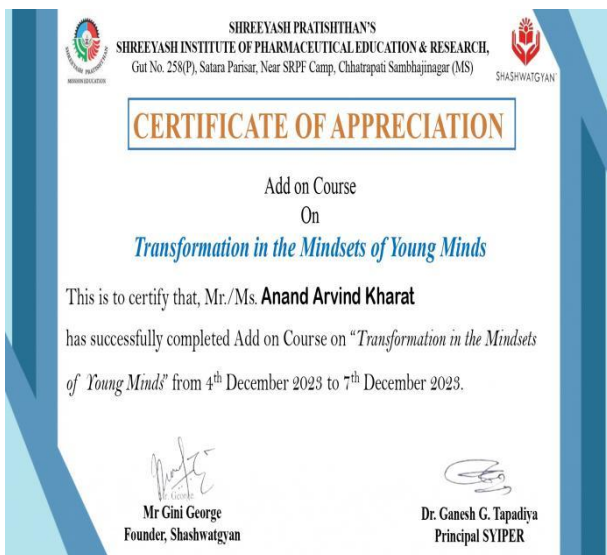 SHREEYASH PRATISHTHAN'S
SHREEYASH INSTITUTE OF PHARMACEUTICAL EDUCATION & RESEARCH,
Gut No. 258(P), Satara Parisar, Near SRPF Camp, Chhatrapati Sambhajinagar (MS)
SHASHWATGYAN
CERTIFICATE OF APPRECIATION
Add on Course
On
Transformation in the Mindsets of Young Minds
This is to certify that, Mr./Ms. Anand Arvind Kharat
has successfully completed Add on Course on “Transformation in the Mindsets
of Young Minds” from 4th December 2023 to 7th December 2023.
Mr Gini George
Founder, Shashwatgyan
Dr. Ganesh G. Tapadiya
Principal SYIPER